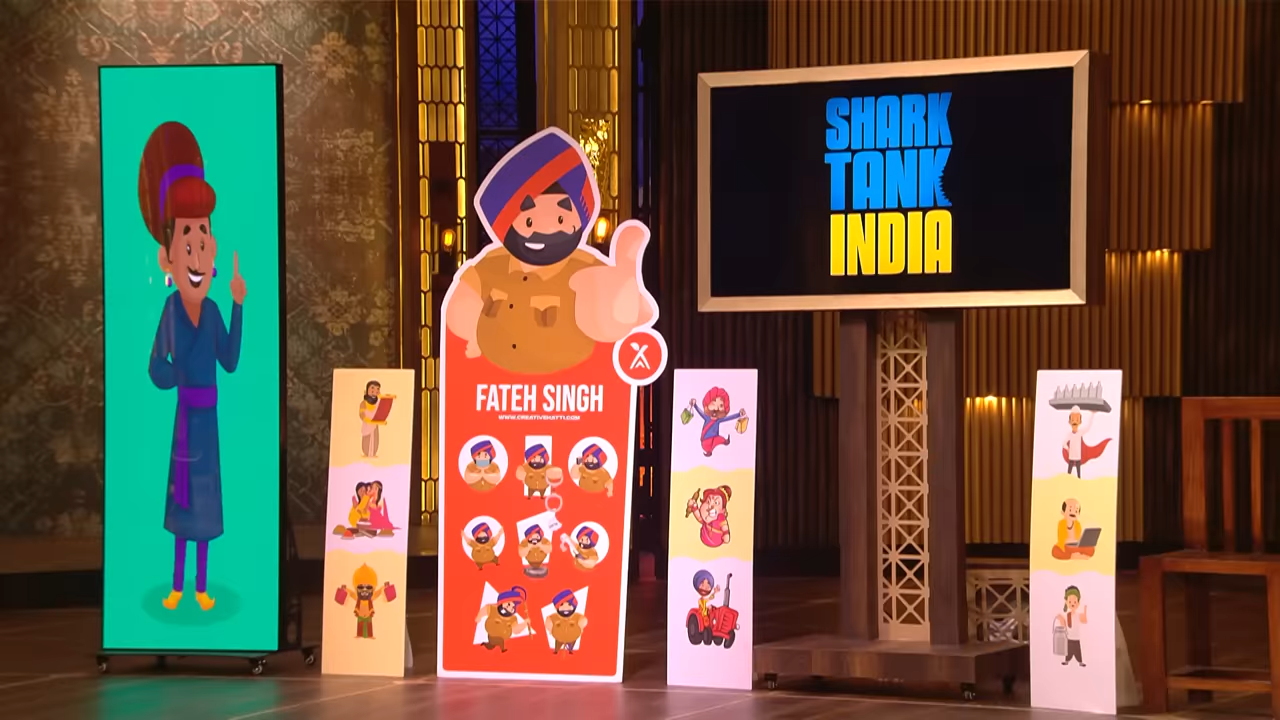 SHARK
TANK
INDIA
FATEH SINGH
WWW.CREATIVEHATTI.COM